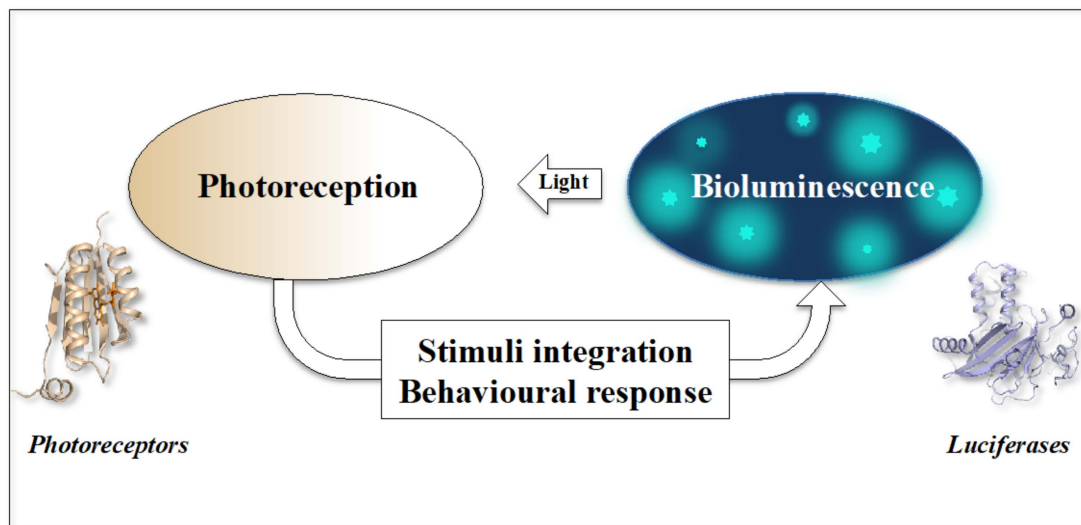 Photoreception
Light
Bioluminescence
Stimuli integration
Behavioural response
Photoreceptors
Luciferases